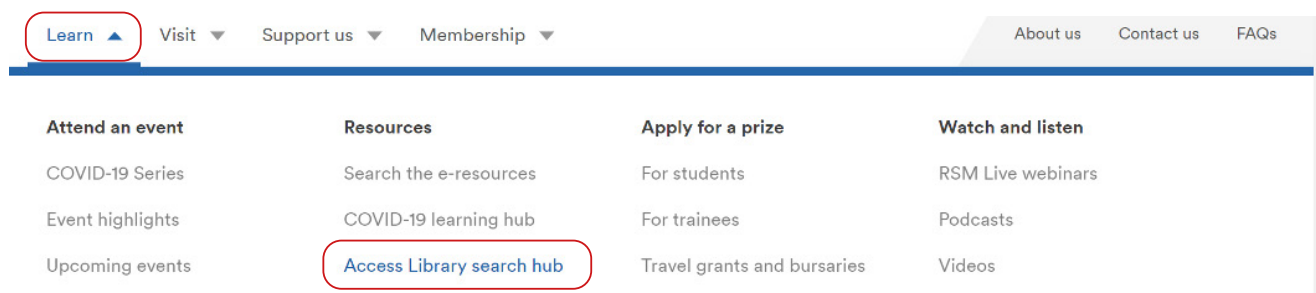 Learn Visit Support us Membership About us Contact us FAQs
Attend an event Resources Apply for a prize Watch and listen
COVID-19 Series Search the e-resources For students RSM Live webinars
Event highlights COVID-19 learning hub For trainees Podcasts
Upcoming events Access Library search hub Travel grants and bursaries Videos